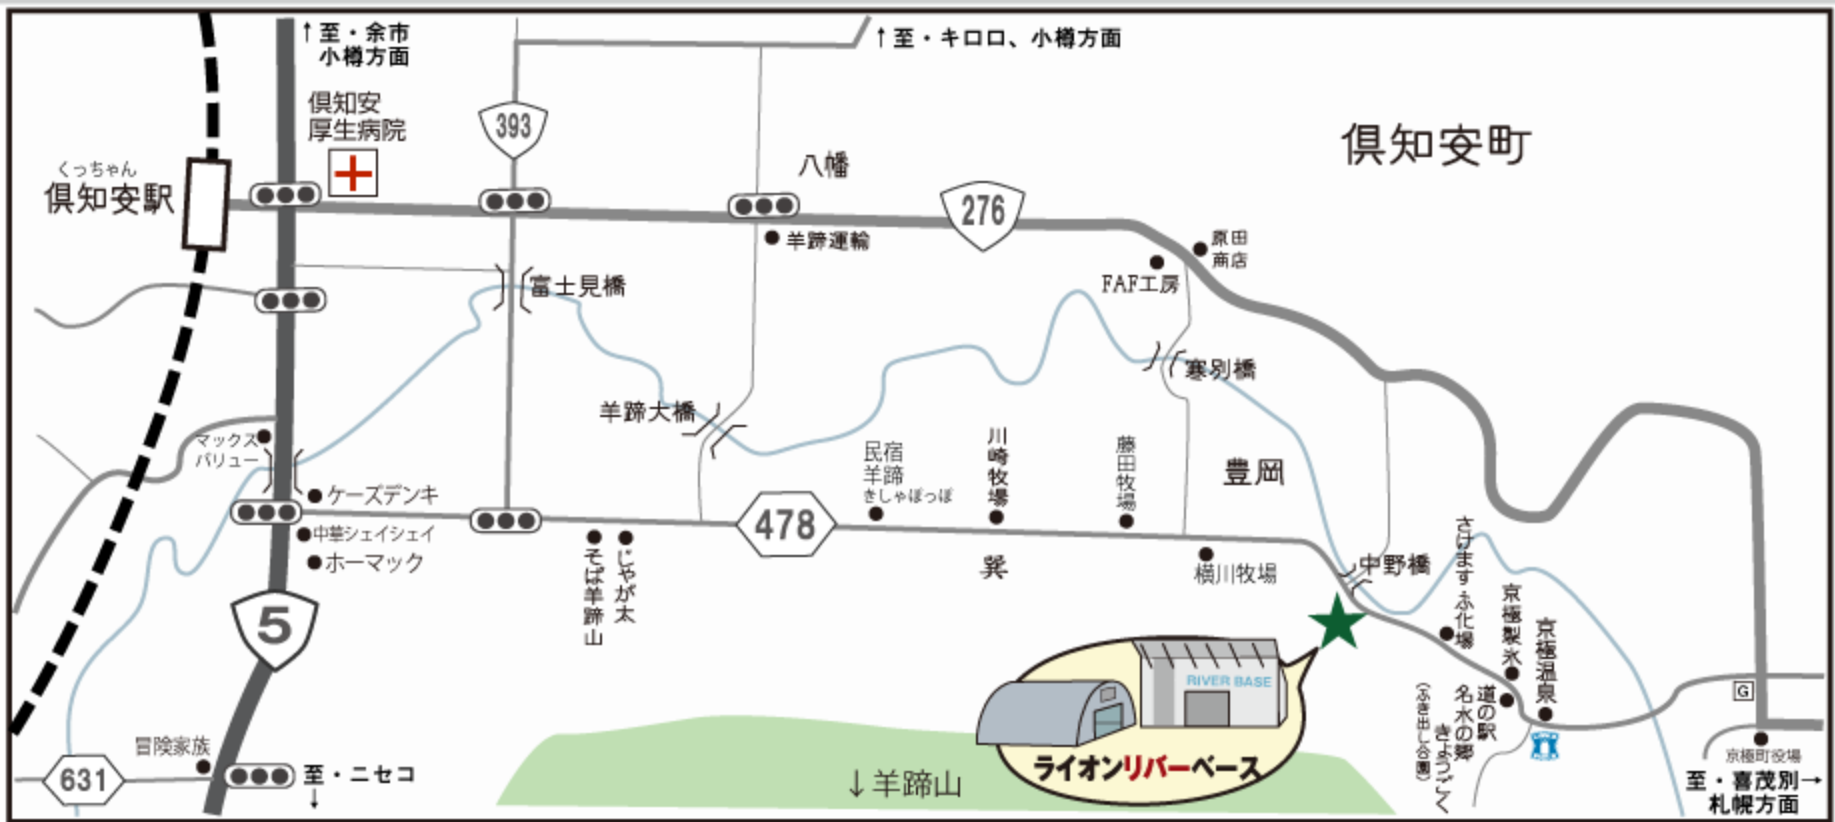 ↑至・余市
小樽方面
↑至・キロロ、小樽方面
倶知安
厚生病院
393
倶知安町
くっちゃん
倶知安駅
八幡
276
羊蹄運輸
原田
商店
FAF工房
富士見橋
寒別橋
羊蹄大橋
マックス
バリュー
民宿
羊蹄
きしゃぽっぽ
川崎牧場
藤田牧場
豊岡
ケーズデンキ
478
中華シェイシェイ
ホーマック
そば羊蹄山
じゃが太
巽
横川牧場
中野橋
さけますふ化場
京極製氷
京極温泉
5
RIVER BASE
ライオンリバーベース
道の駅
名水の郷
きょうごく
(ふき出し公園)
G
冒険家族
631
至・ニセコ
↓
↓羊蹄山
京極町役場
至・喜茂別→
札幌方面